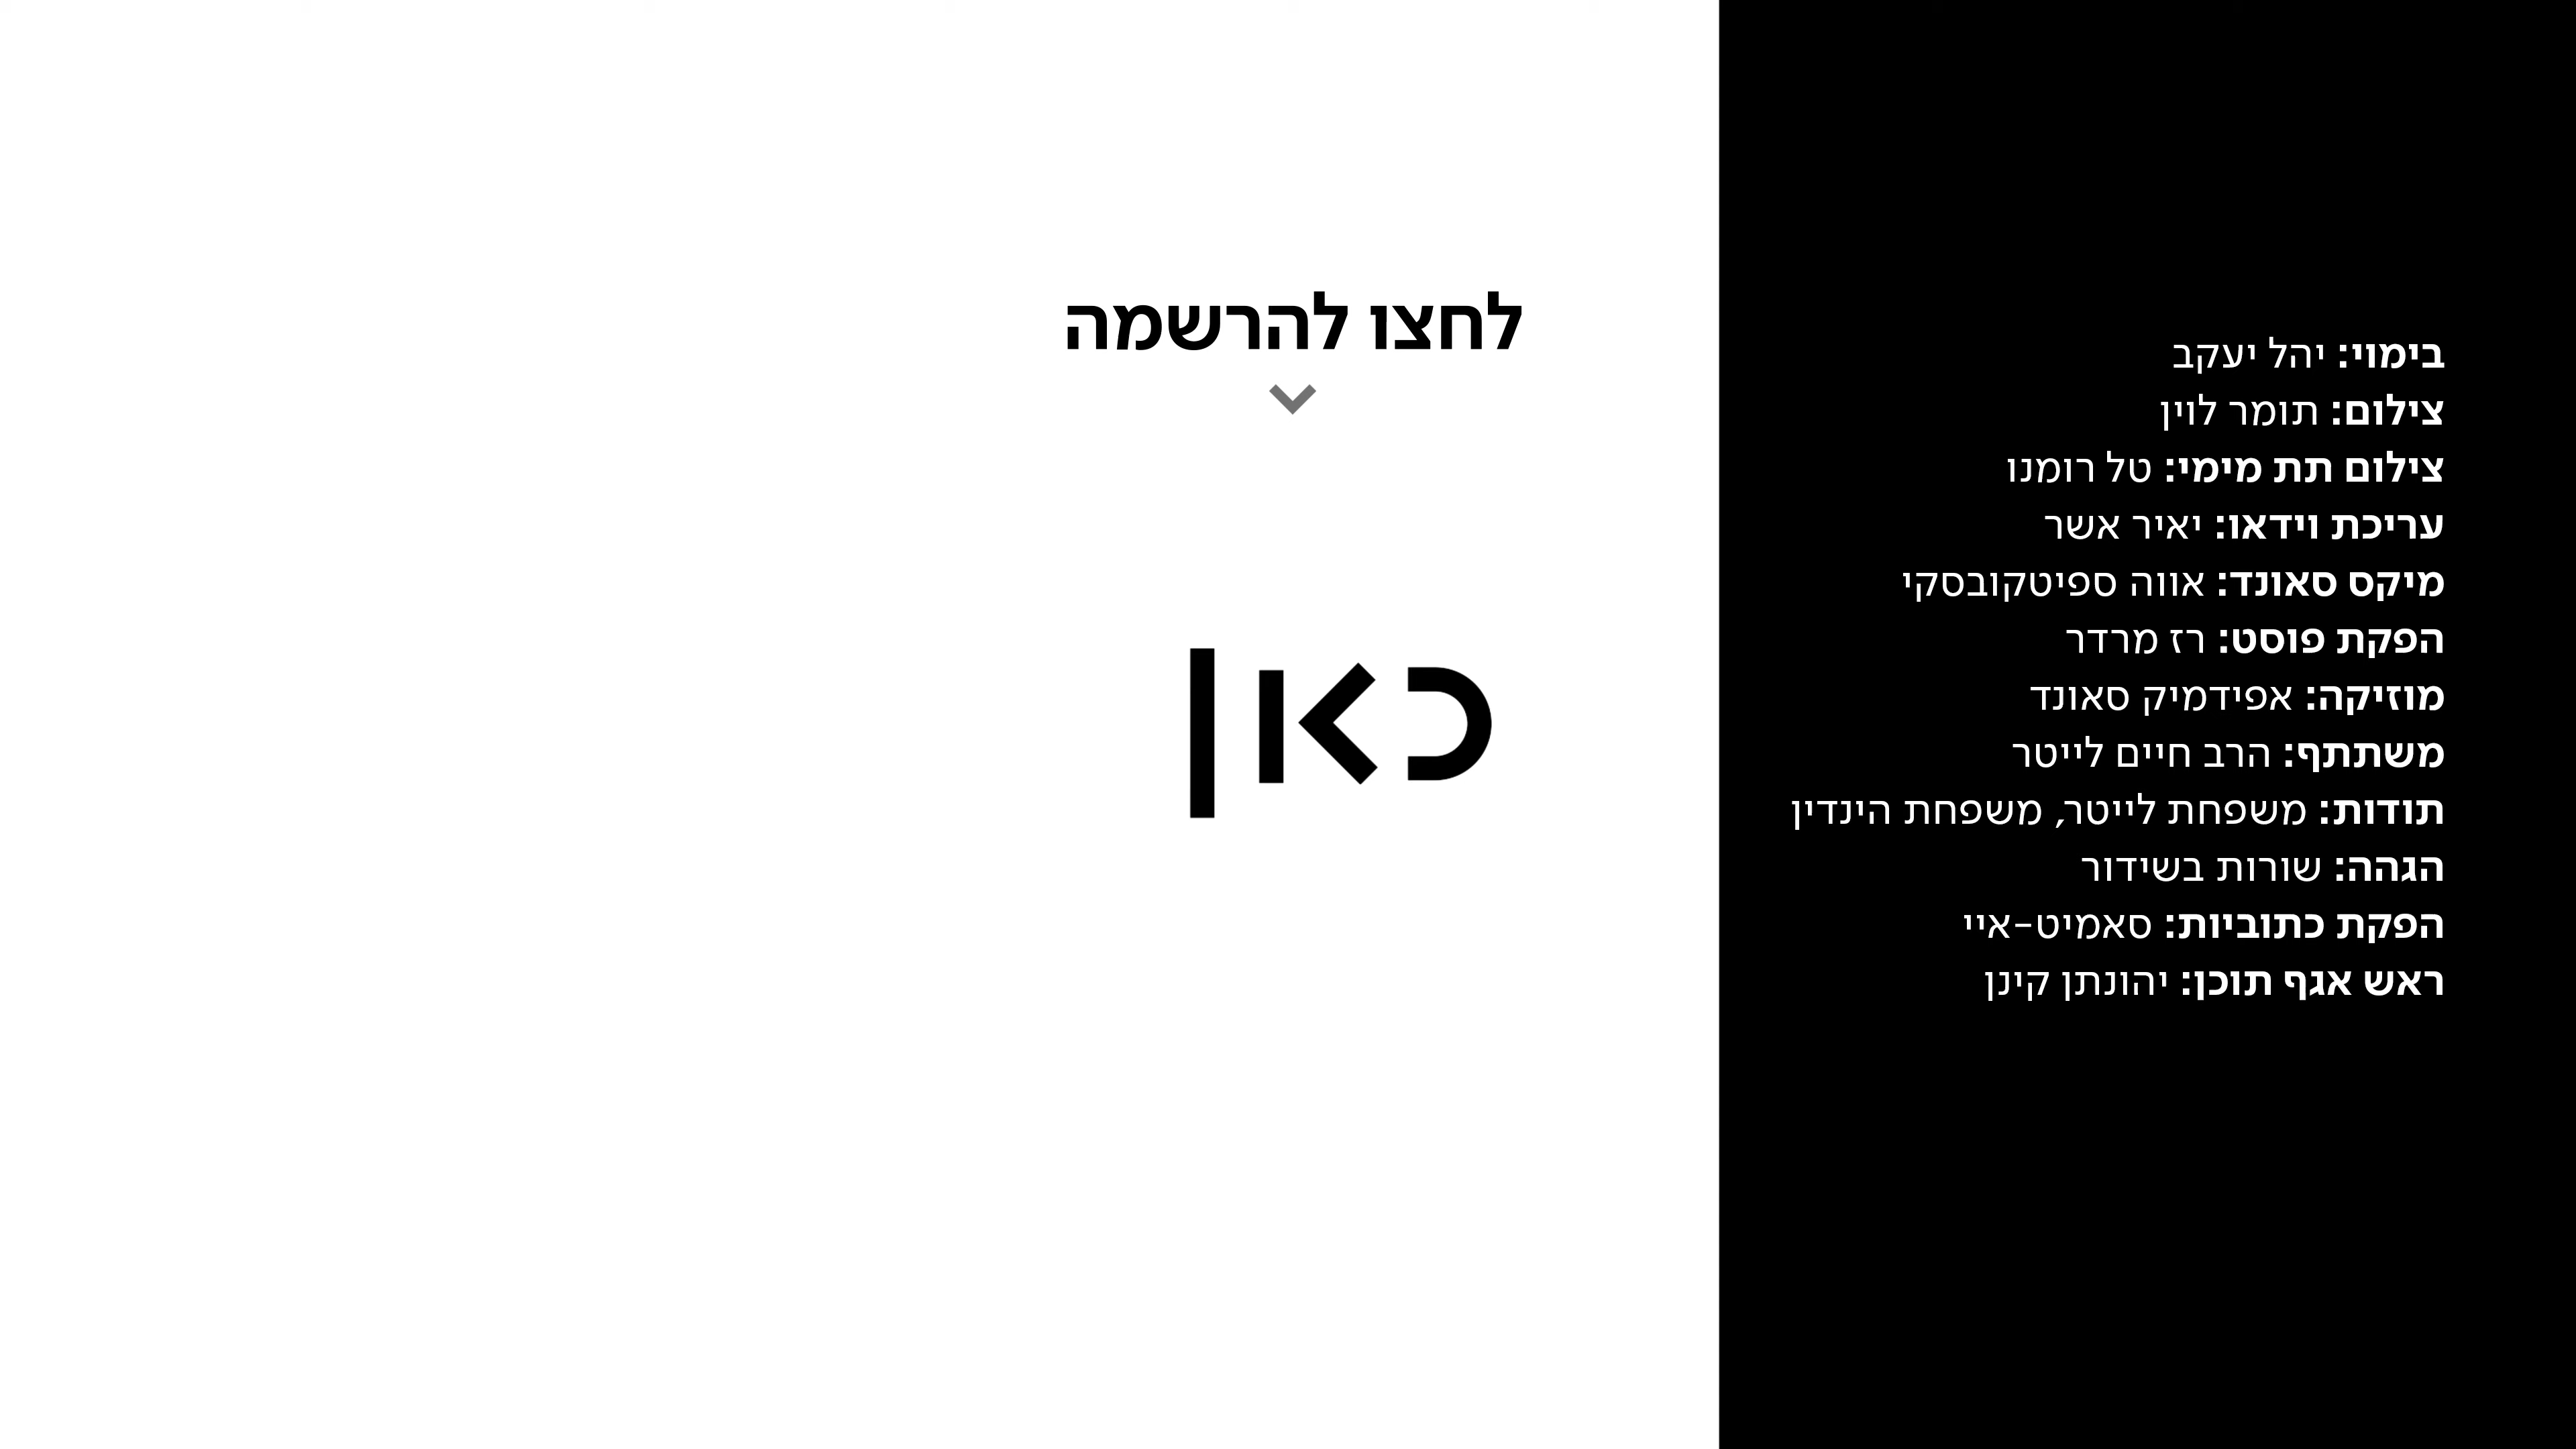 בימוי: יהל יעקב
צילום: תומר לוין
צילום תת מימי: טל רומנו
עריכת וידאו: יאיר אשר
מיקס סאונד: אווה ספיטקובסקי
הפקת פוסט: רז מרדר
מוזיקה: אפידמיק סאונד
משתתף: הרב חיים לייטר
תודות: משפחת לייטר, משפחת הינדין
הגהה: שורות בשידור
הפקת כתוביות: סאמיט-איי
ראש אגף תוכן: יהונתן קינן
לחצו להרשמה
כאן